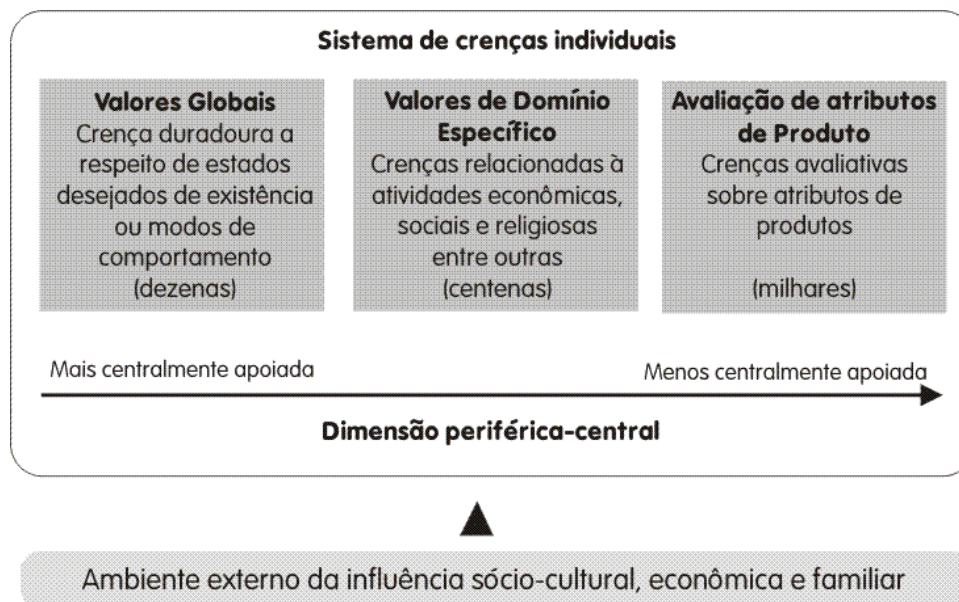 Sistema de crenças individuais
Valores Globais
Crença duradoura a
respeito de estados
desejados de existência
ou modos de
comportamento
(dezenas)
Valores de Domínio
Específico
Crenças relacionadas à
atividades econômicas,
sociais e religiosas
entre outras
(centenas)
Avaliação de atributos
de Produto
Crenças avaliativas
sobre atributos de
produtos
(milhares)
Mais centralmente apoiada
Menos centralmente apoiada
Dimensão periférica-central
Ambiente externo da influência sócio-cultural, econômica e familiar